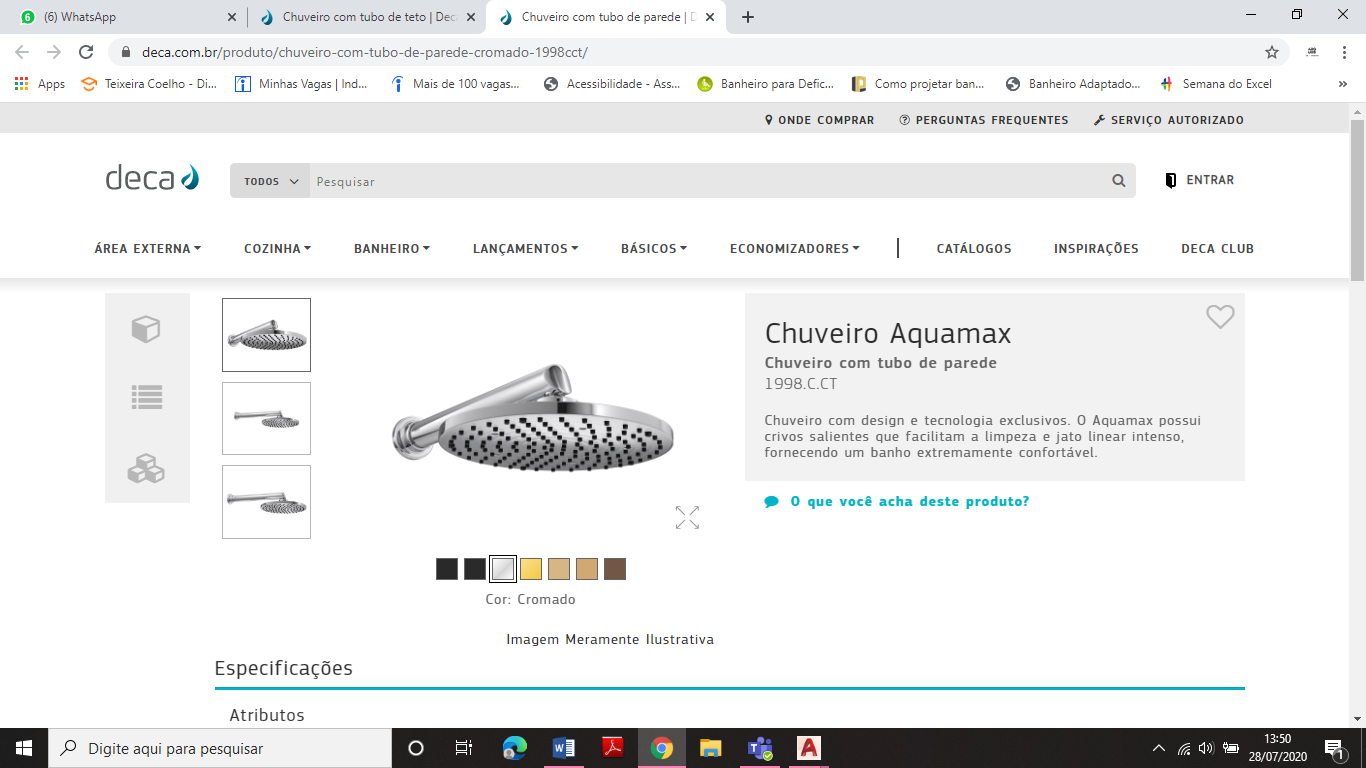 6
(6) WhatsApp
Chuveiro com tubo de teto | Deca
Chuveiro com tubo de parede | D
deca.com.br/produto/chuveiro-com-tubo-de-parede-cromado-1998cct/
Apps
Teixeira Coelho - Di...
Minhas Vagas | Ind...
Mais de 100 vagas...
Acessibilidade - Ass...
Banheiro para Defic...
Como projetar ban...
Banheiro Adaptado...
Semana do Excel
ONDE COMPRAR
PERGUNTAS FREQUENTES
SERVIÇO AUTORIZADO
deca
TODOS
Pesquisar
ENTRAR
ÁREA EXTERNA
COZINHA
BANHEIRO
LANÇAMENTOS
BÁSICOS
ECONOMIZADORES
CATÁLOGOS
INSPIRAÇÕES
DECA CLUB
Chuveiro Aquamax
Chuveiro com tubo de parede
1998.C.CT
Chuveiro com design e tecnologia exclusivos. O Aquamax possui
crivos salientes que facilitam a limpeza e jato linear intenso,
fornecendo um banho extremamente confortável.
O que você acha deste produto?
Cor: Cromado
Imagem Meramente Ilustrativa
Especificações
Atributos
Digite aqui para pesquisar
13:50
28/07/2020
1